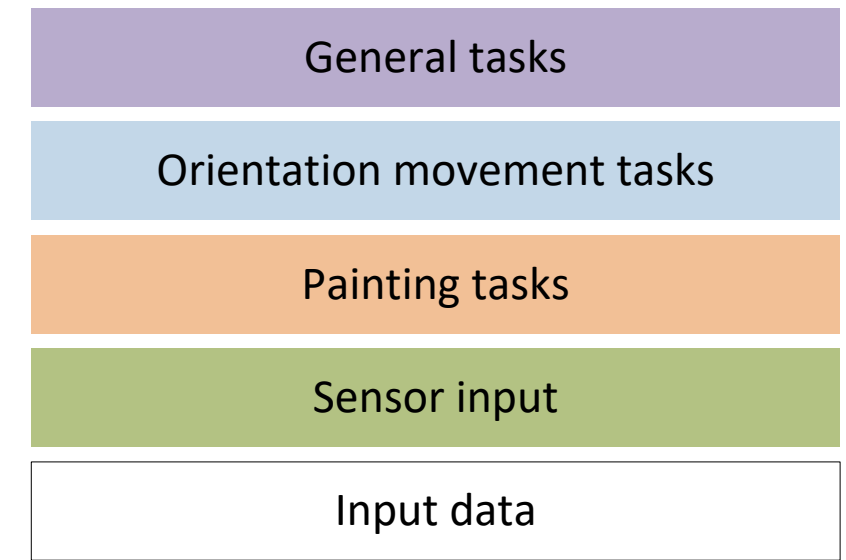 General tasks
Orientation movement tasks
Painting tasks
Sensor input
Input data